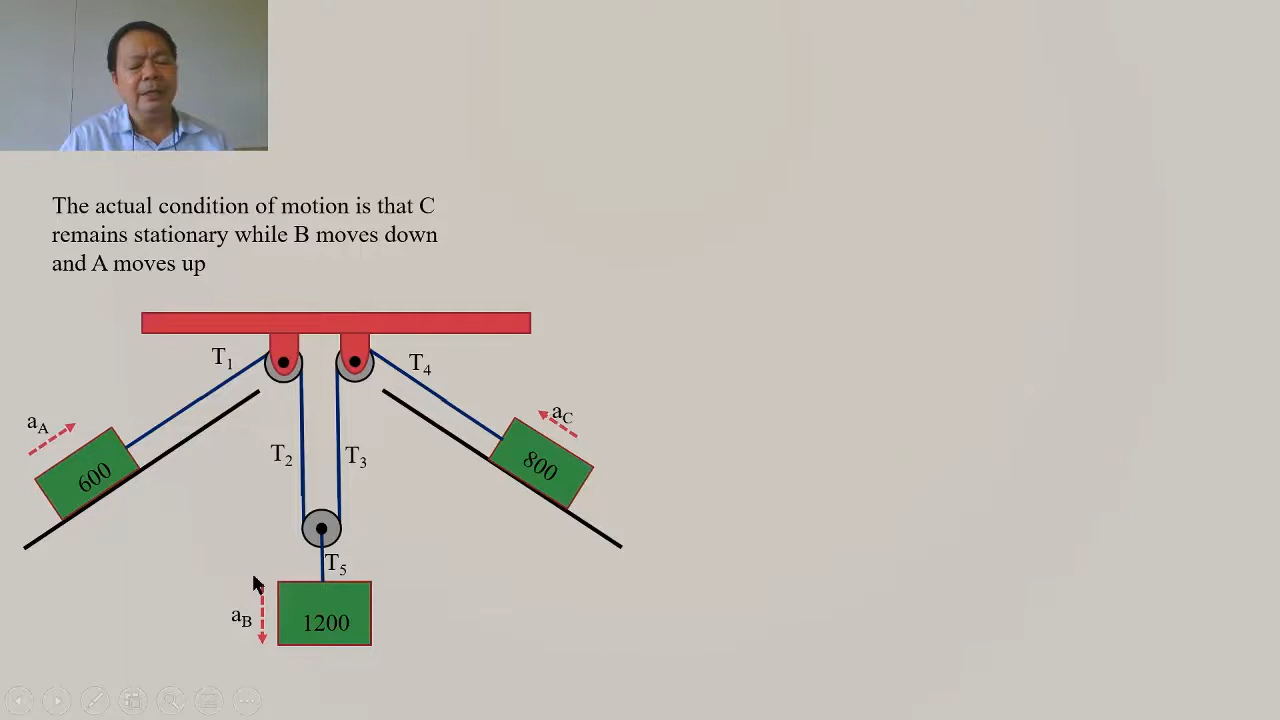 The actual condition of motion is that C
remains stationary while B moves down
and A moves up
T1
T4
aA
aC
600
T2
T3
800
T5
aB
1200